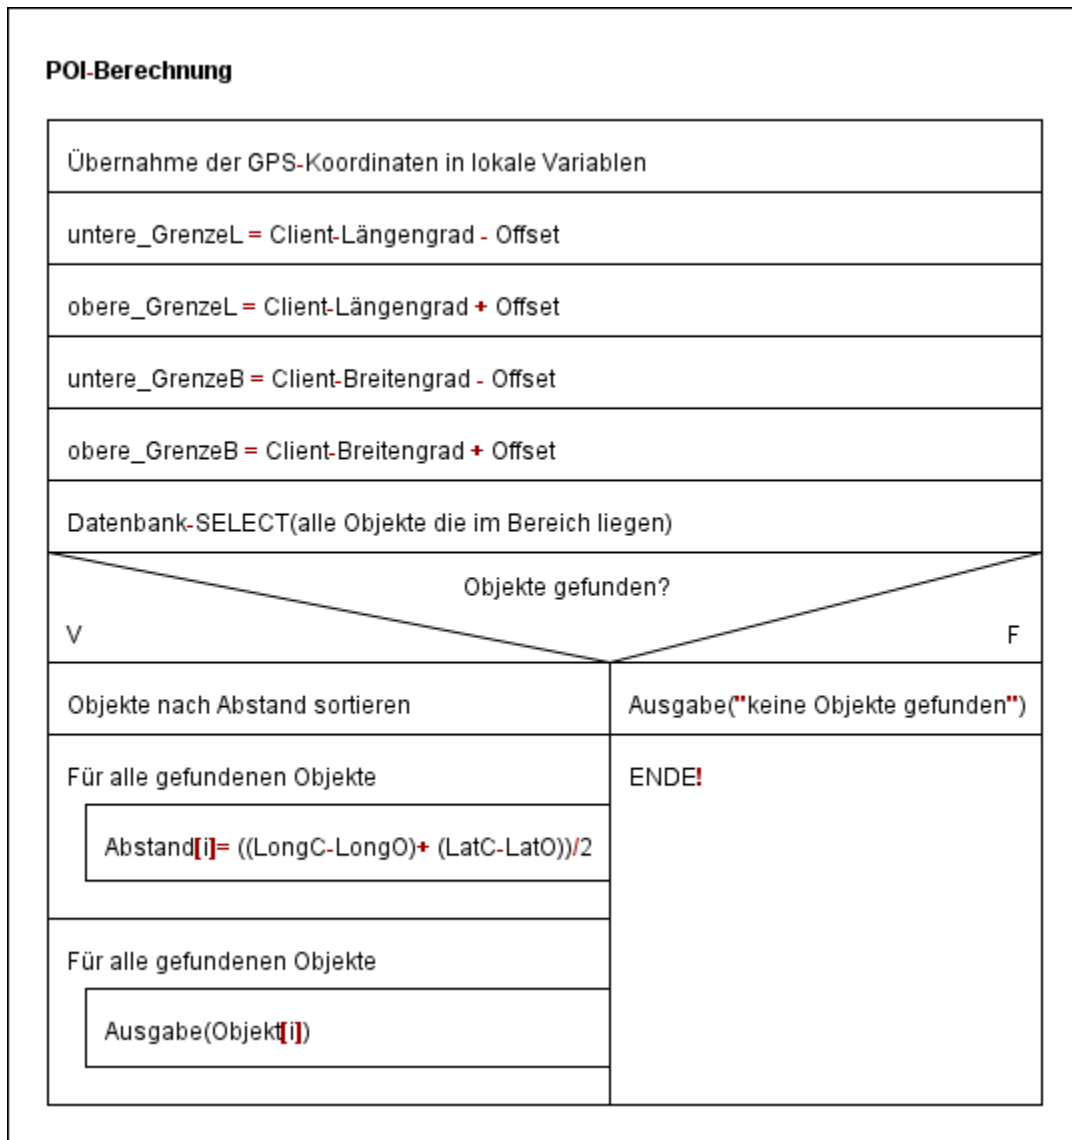 POI-Berechnung
Übernahme der GPS-Koordinaten in lokale Variablen
untere_GrenzeL = Client-Längengrad - Offset
obere_GrenzeL = Client-Längengrad + Offset
untere_GrenzeB = Client-Breitengrad - Offset
obere_GrenzeB = Client-Breitengrad + Offset
Datenbank-SELECT(alle Objekte die im Bereich liegen)
Objekte gefunden?
V
F
Objekte nach Abstand sortieren
Ausgabe("keine Objekte gefunden")
Für alle gefundenen Objekte
ENDE!
Abstand[i]= ((LongC-LongO)+ (LatC-LatO))/2
Für alle gefundenen Objekte
Ausgabe(Objekt[i])